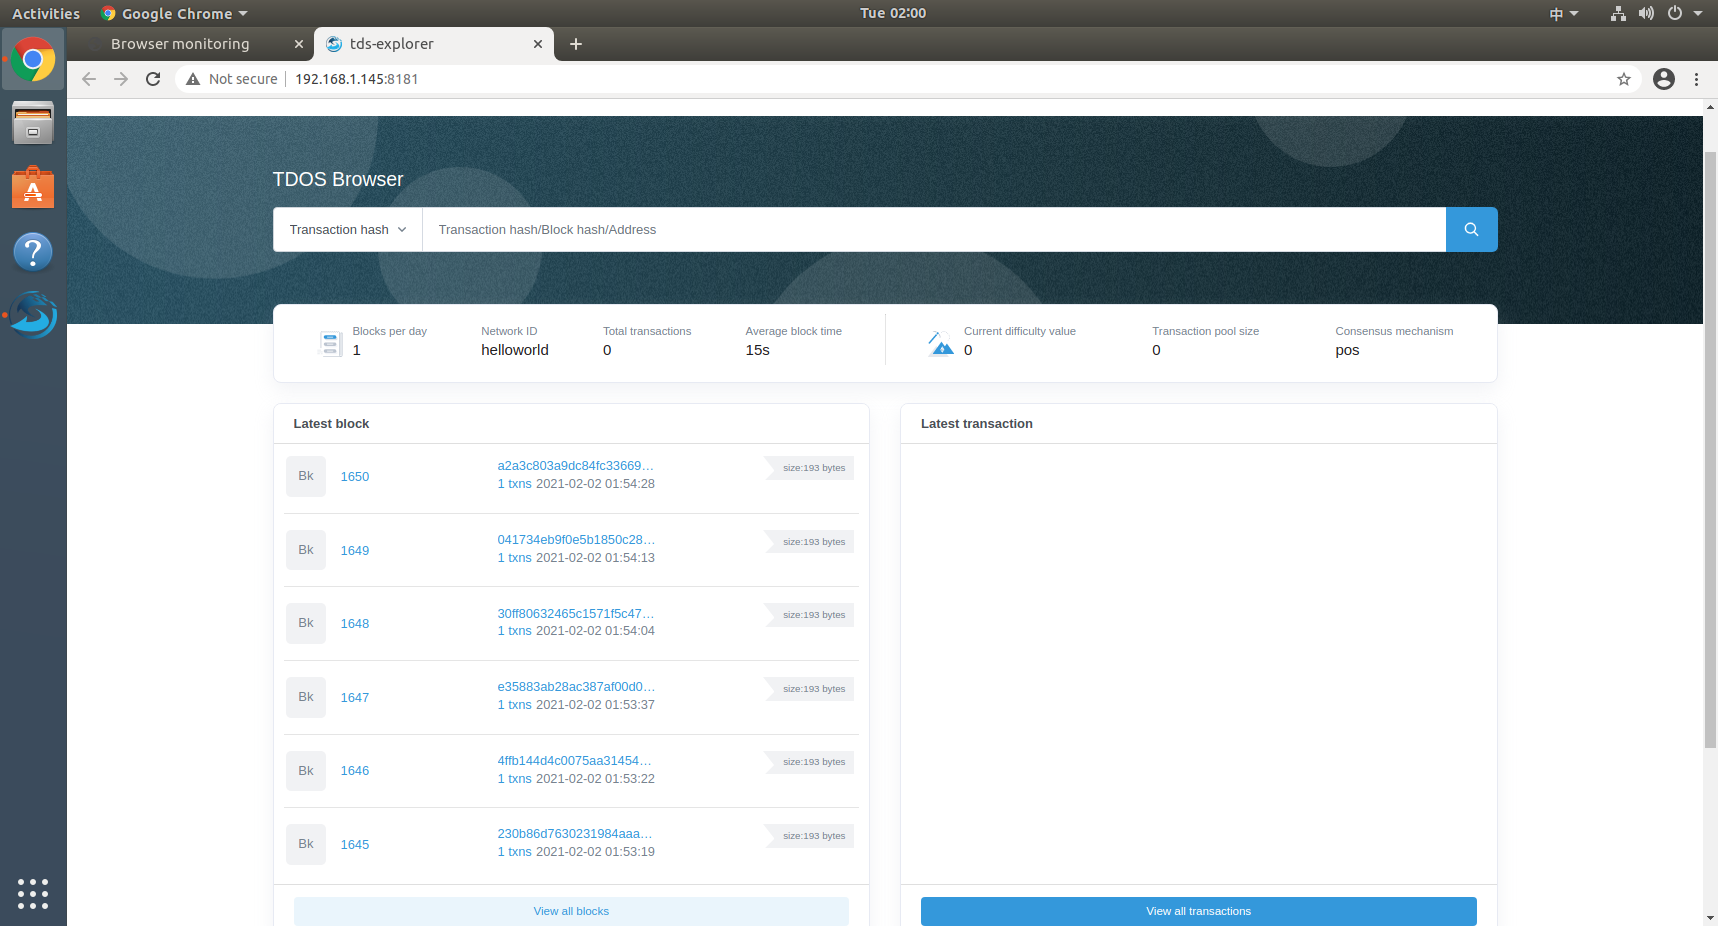 Activities
Google Chrome
Tue 02:00
中
Browser monitoring
tds-explorer
Not secure
192.168.1.145:8181
TDOS Browser
Transaction hash
Transaction hash/Block hash/Address
Blocks per day
1
Network ID
helloworld
Total transactions
0
Average block time
15s
Current difficulty value
0
Transaction pool size
0
Consensus mechanism
pos
Latest block
Bk
1650
a2a3c803a9dc84fc33669…
1 txns 2021-02-02 01:54:28
size:193 bytes
Bk
1649
041734eb9f0e5b1850c28…
1 txns 2021-02-02 01:54:13
size:193 bytes
Bk
1648
30ff80632465c1571f5c47…
1 txns 2021-02-02 01:54:04
size:193 bytes
Bk
1647
e35883ab28ac387af00d0…
1 txns 2021-02-02 01:53:37
size:193 bytes
Bk
1646
4ffb144d4c0075aa31454…
1 txns 2021-02-02 01:53:22
size:193 bytes
Bk
1645
230b86d7630231984aaa…
1 txns 2021-02-02 01:53:19
size:193 bytes
View all blocks
Latest transaction
View all transactions